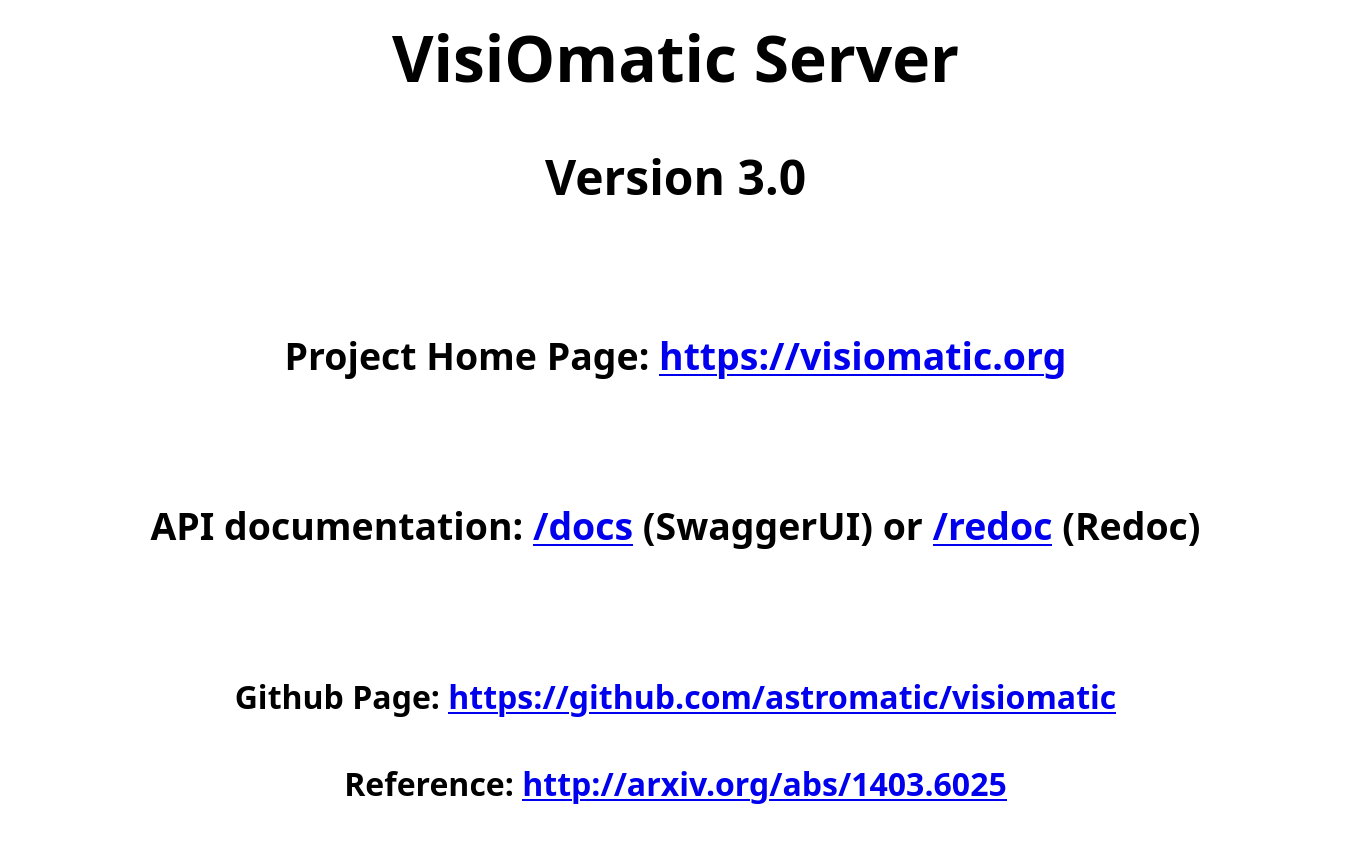 VisiOmatic Server
Version 3.0
Project Home Page: https://visiomatic.org
API documentation: /docs (SwaggerUI) or /redoc (Redoc)
Github Page: https://github.com/astromatic/visiomatic
Reference: http://arxiv.org/abs/1403.6025